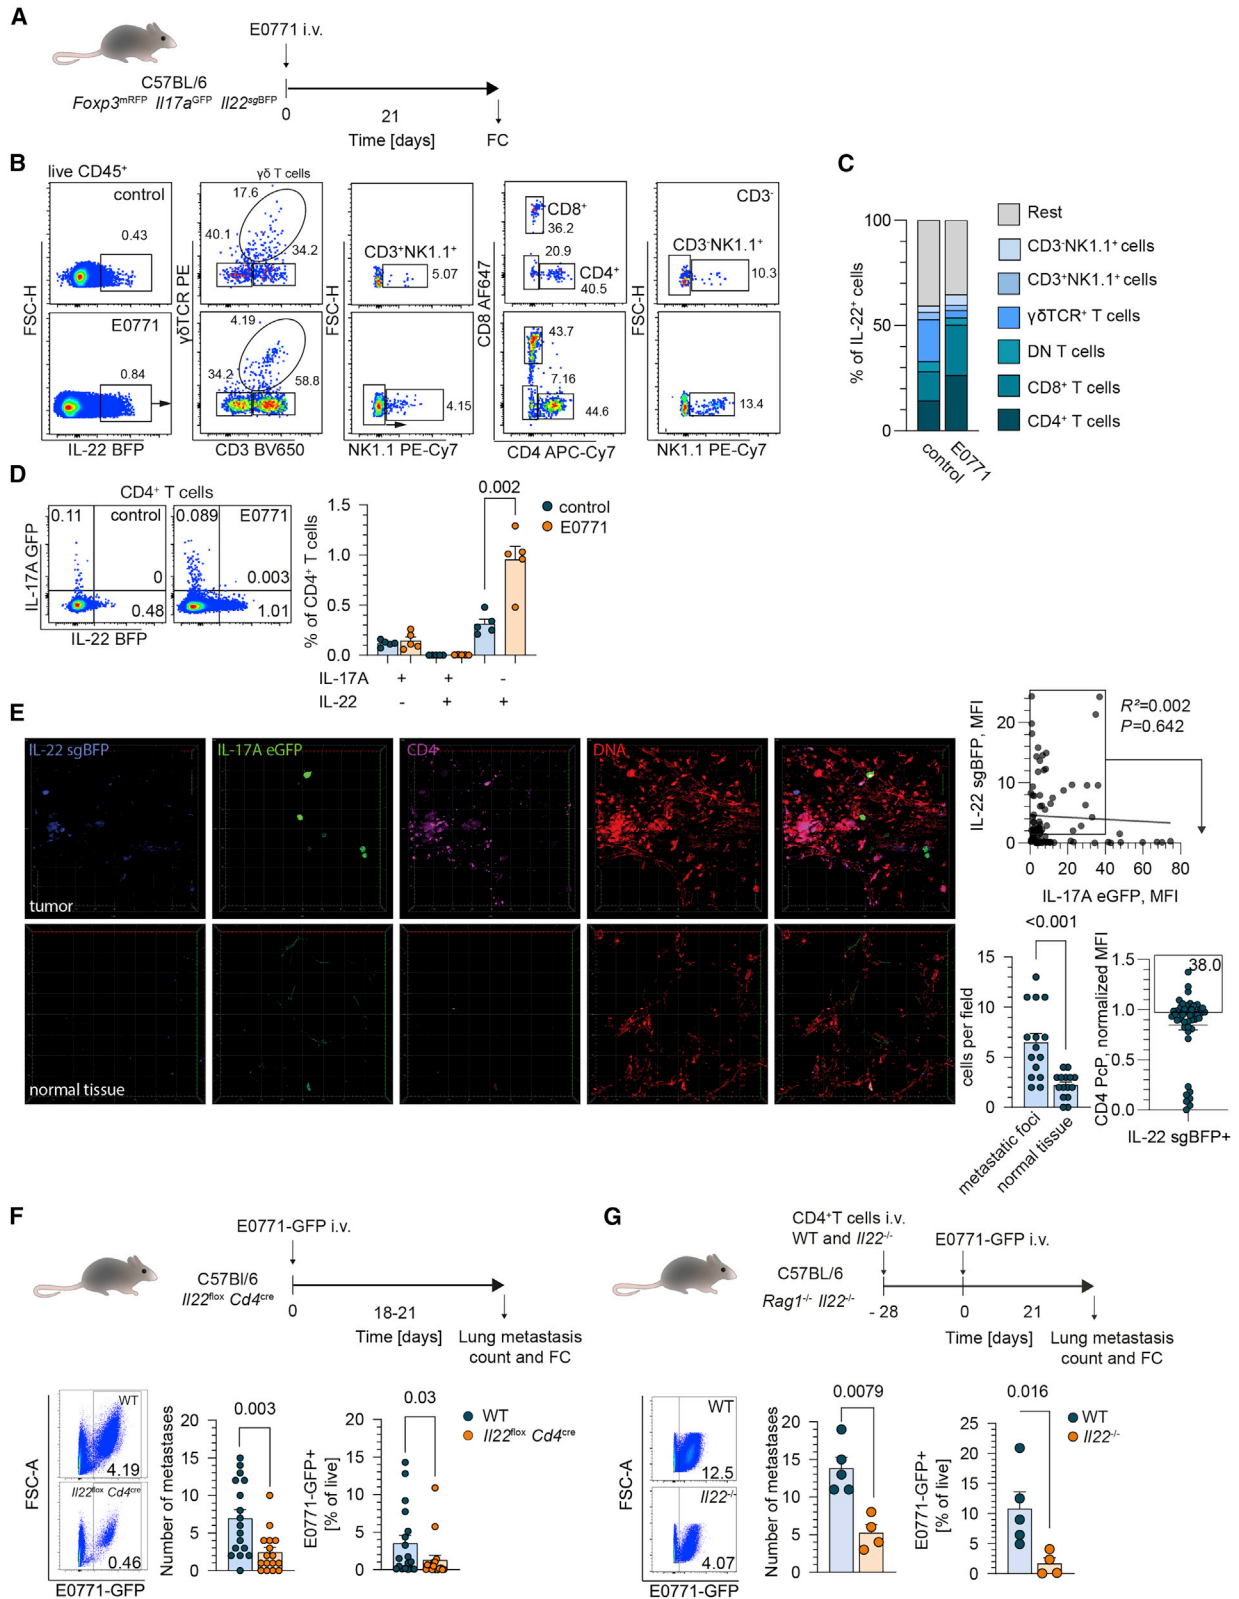 A
E0771 i.v.
C57BL/6
Foxp3mRFP Il17aGFP Il22sgBFP
0
21
Time [days]
FC
B
live CD45+
control
0.43
E0771
0.84
FSC-H
IL-22 BFP
γδ T cells
17.6
40.1
34.2
4.19
34.2
58.8
γδTCR PE
CD3 BV650
CD3+NK1.1+
5.07
4.15
FSC-H
NK1.1 PE-Cy7
CD8+
36.2
20.9
CD4+
40.5
43.7
7.16
44.6
CD8 AF647
CD4 APC-Cy7
CD3-
CD3-NK1.1+
10.3
13.4
FSC-H
NK1.1 PE-Cy7
C
% of IL-22+ cells
100
50
0
control
E0771
Rest
CD3-NK1.1+ cells
CD3+NK1.1+ cells
γδTCR+ T cells
DN T cells
CD8+ T cells
CD4+ T cells
D
CD4+ T cells
0.11
control
0
0.48
0.089
E0771
0.003
1.01
IL-17A GFP
IL-22 BFP
% of CD4+ T cells
1.5
1.0
0.5
0.0
0.002
control
E0771
IL-17A + + -
IL-22 - + +
E
IL-22 sgBFP
IL-17A eGFP
CD4
DNA
tumor
normal tissue
IL-22 sgBFP, MFI
20
10
0
R²=0.002
P=0.642
0 20 40 60 80
IL-17A eGFP, MFI
<0.001
cells per field
15
10
5
0
metastatic foci
normal tissue
CD4 PcP, normalized MFI
1.5
1.0
0.5
0.0
38.0
IL-22 sgBFP+
F
E0771-GFP i.v.
C57Bl/6
Il22flox Cd4cre
0
18-21
Time [days]
Lung metastasis
count and FC
WT
4.19
Il22flox Cd4cre
0.46
FSC-A
E0771-GFP
Number of metastases
20
15
10
5
0
0.003
E0771-GFP+
[% of live]
20
15
10
5
0
0.03
WT
Il22flox Cd4cre
G
CD4+T cells i.v.
WT and Il22-/-
E0771-GFP i.v.
C57BL/6
Rag1-/- Il22-/-
- 28
0
21
Time [days]
Lung metastasis
count and FC
WT
12.5
Il22-/-
4.07
FSC-A
E0771-GFP
Number of metastases
20
15
10
5
0
0.0079
E0771-GFP+
[% of live]
25
20
15
10
5
0
0.016
WT
Il22-/-